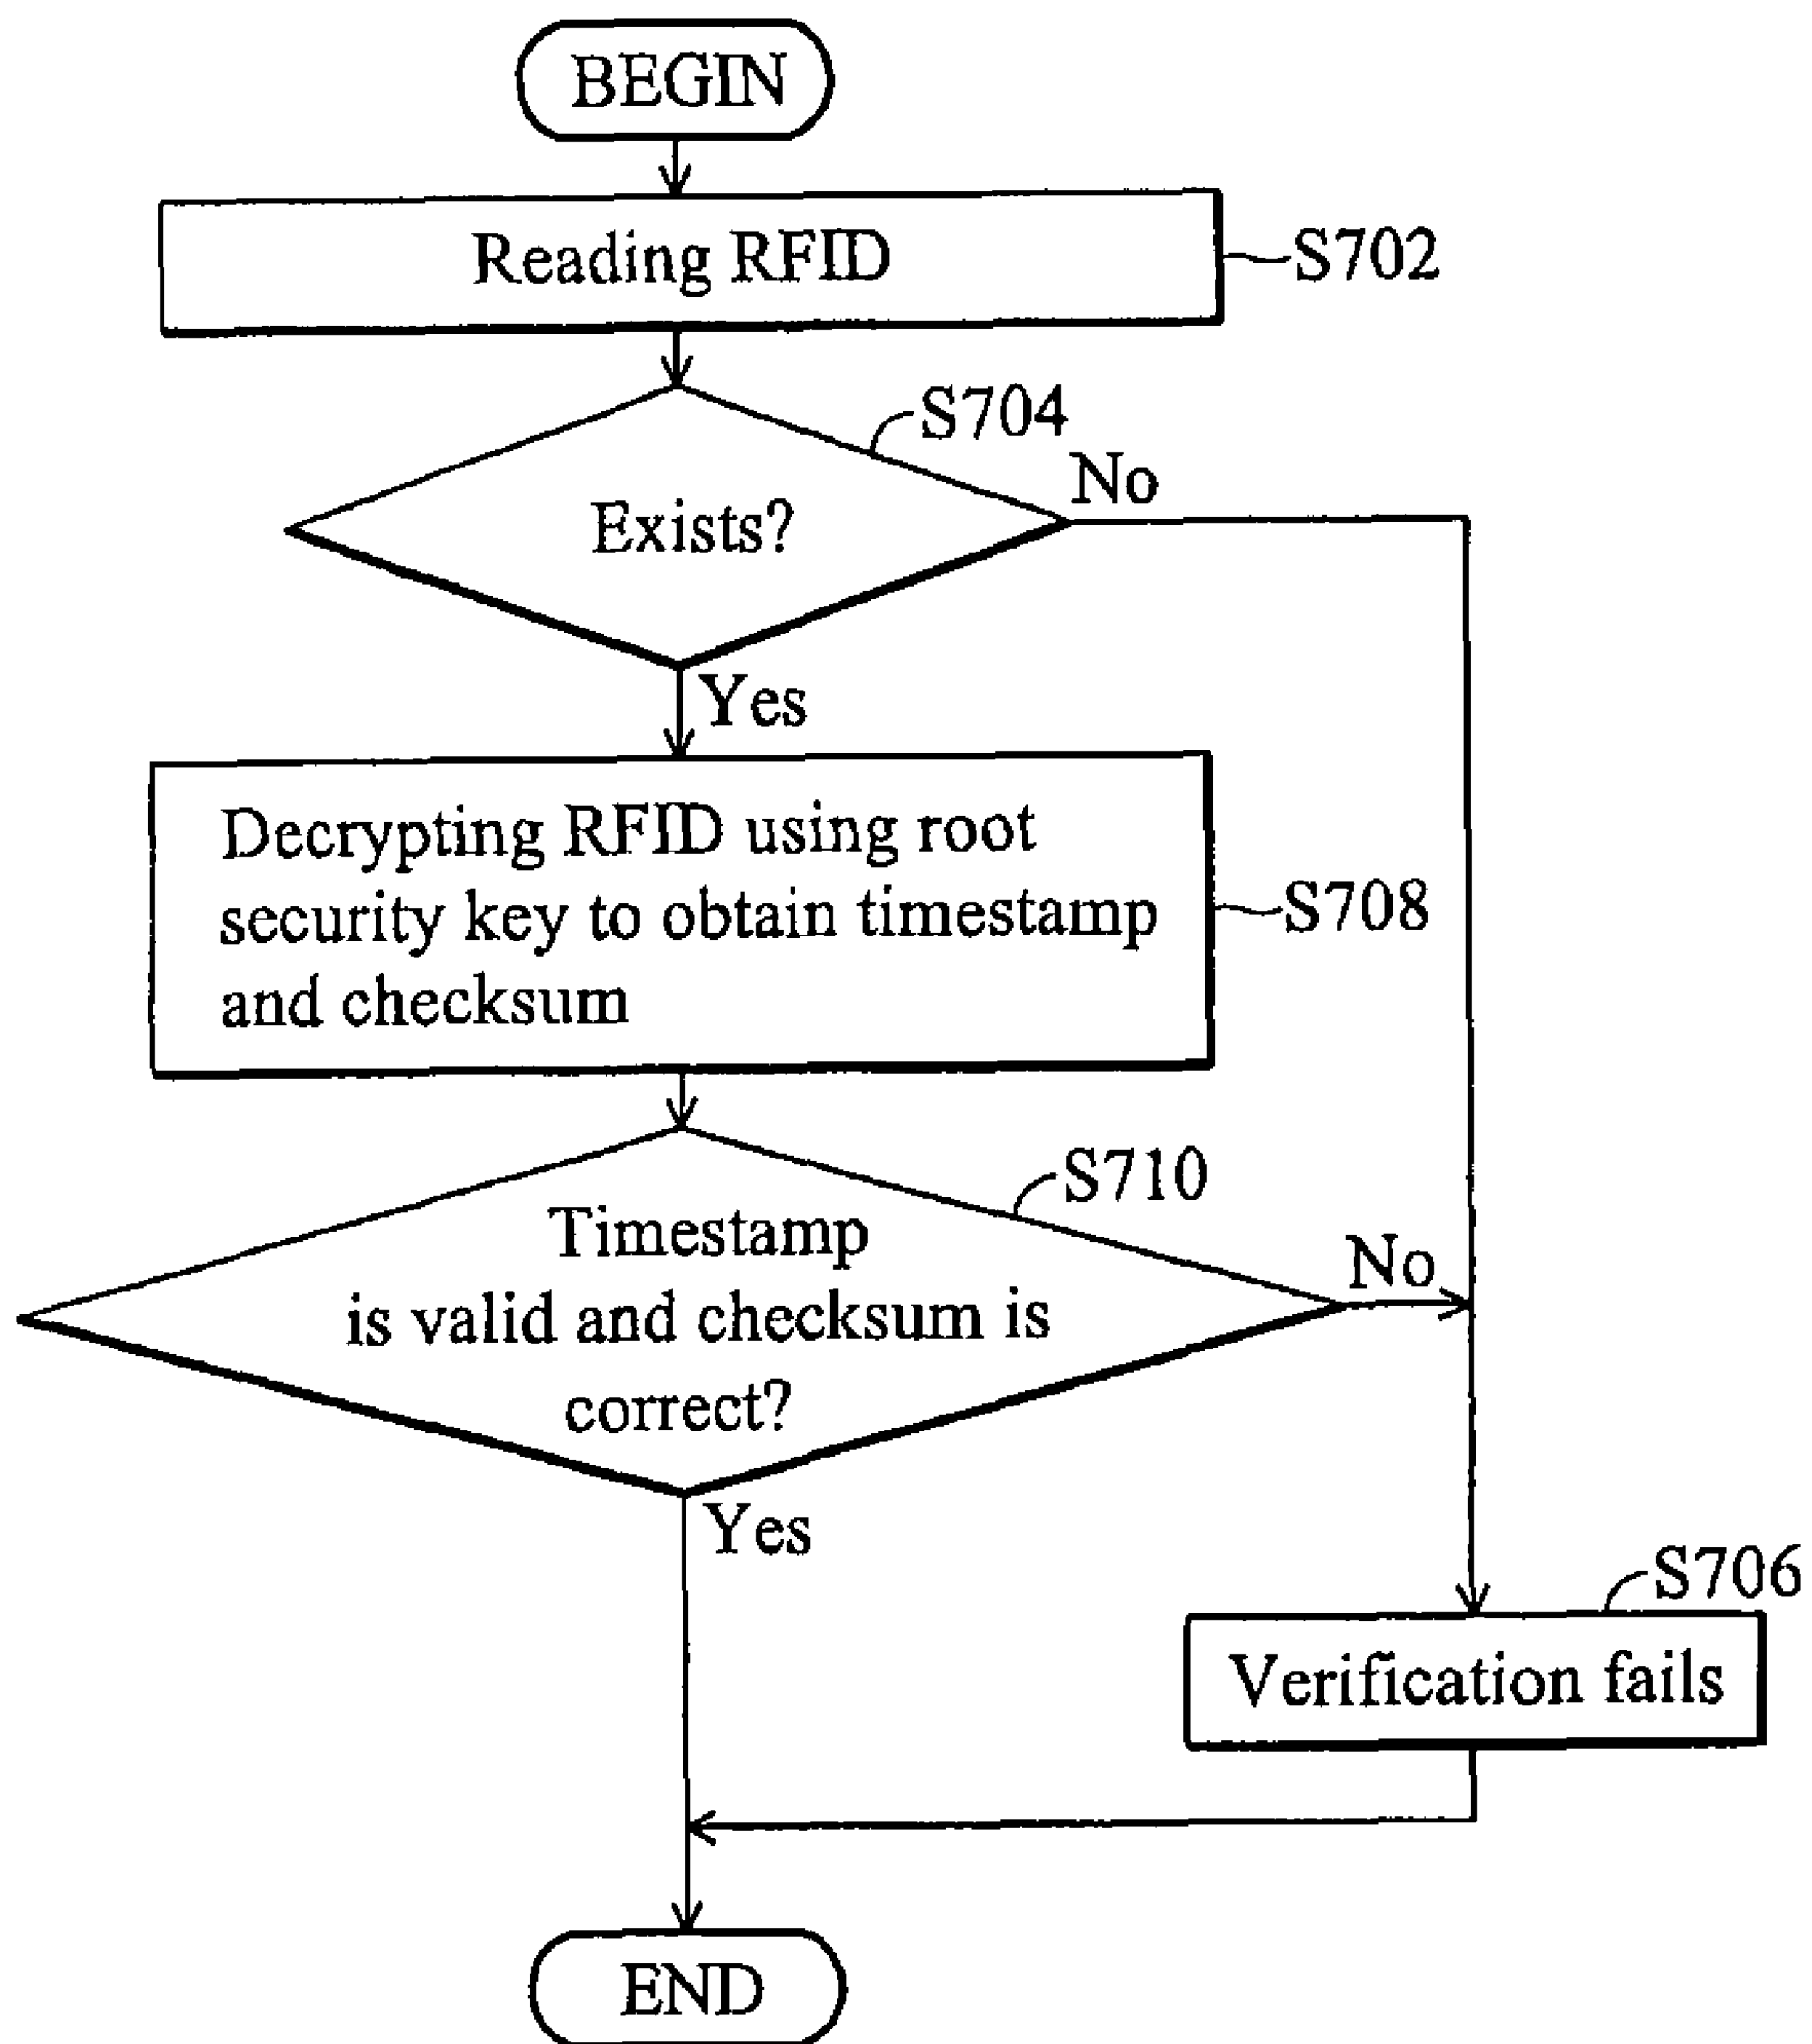 BEGIN
Reading RFID
S702
S704
Exists?
No
Yes
Decrypting RFID using root
security key to obtain timestamp
and checksum
S708
S710
Timestamp
is valid and checksum is
correct?
No
Yes
S706
Verification fails
END